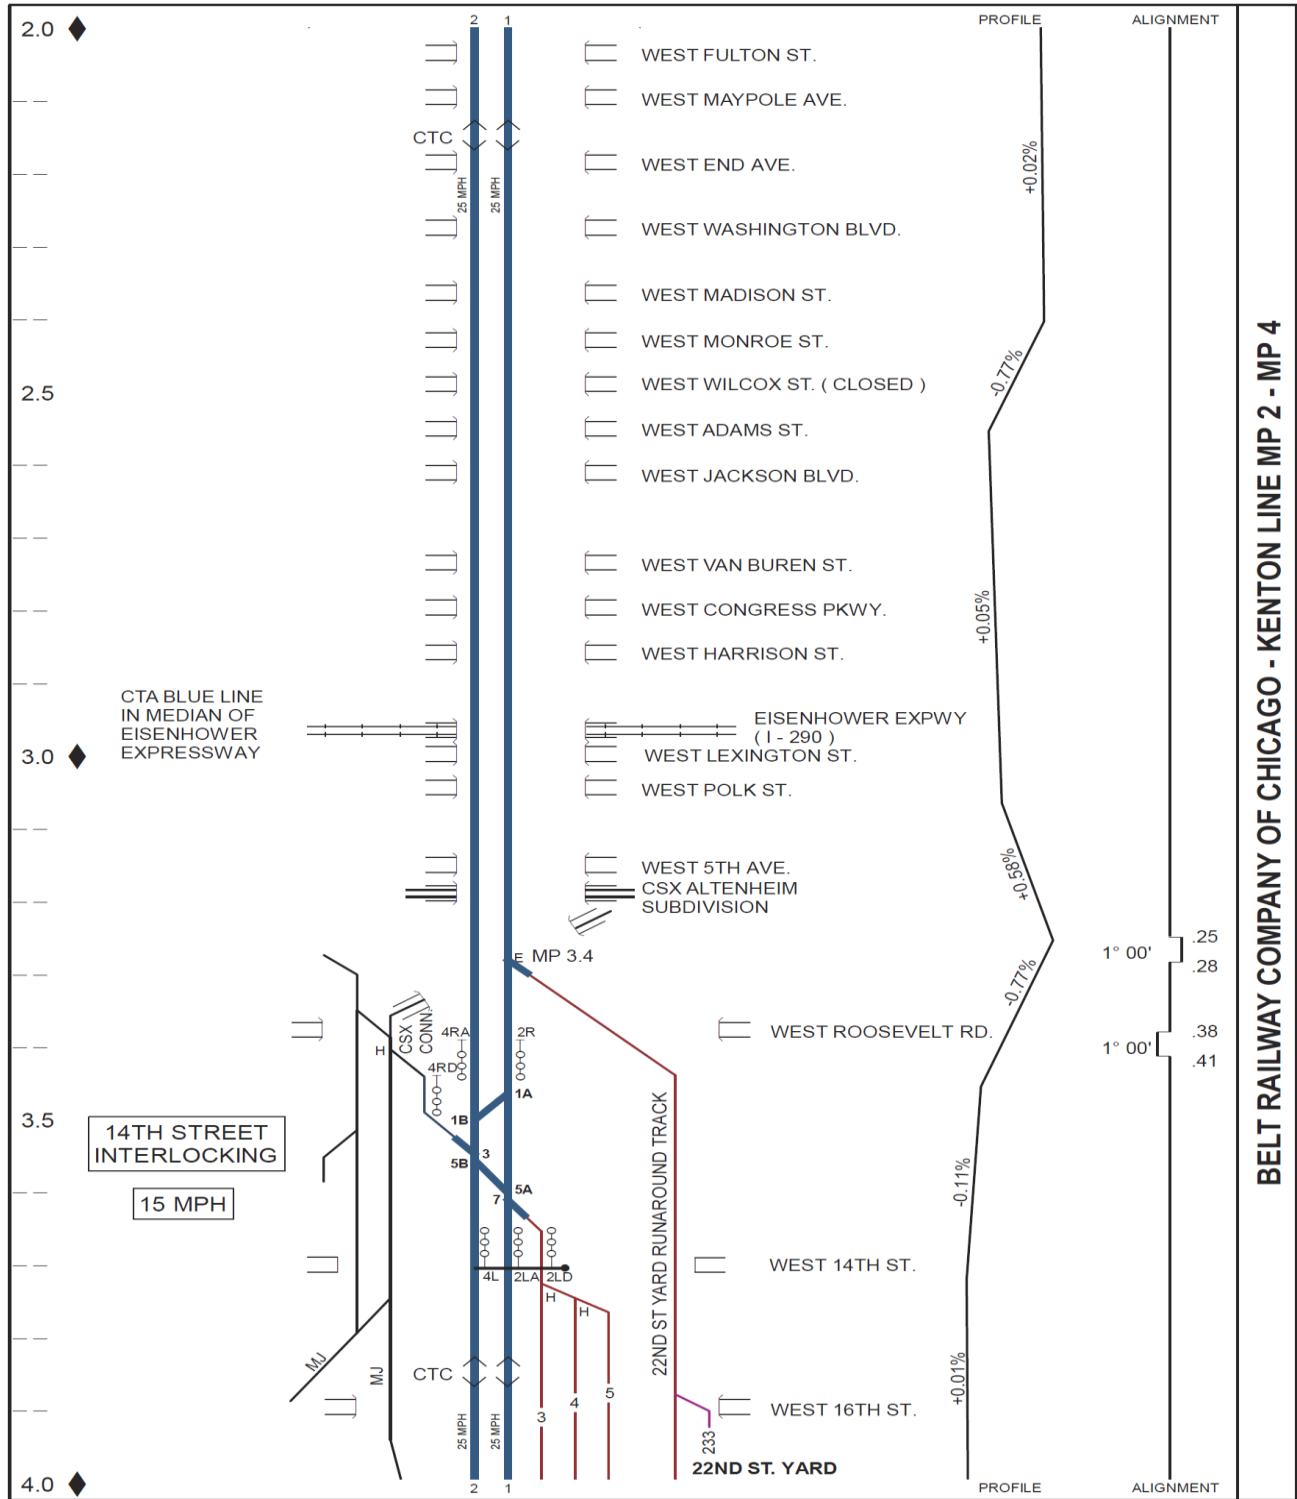 2 1 PROFILE ALIGNMENT
2.0
WEST FULTON ST.
WEST MAYPOLE AVE.
CTC
WEST END AVE.
+0.02%
25 MPH 25 MPH
WEST WASHINGTON BLVD.
WEST MADISON ST.
WEST MONROE ST.
-0.77%
WEST WILCOX ST. ( CLOSED )
2.5
WEST ADAMS ST.
WEST JACKSON BLVD.
WEST VAN BUREN ST.
WEST CONGRESS PKWY.
+0.05%
WEST HARRISON ST.
CTA BLUE LINE
IN MEDIAN OF
EISENHOWER
EXPRESSWAY
EISENHOWER EXPWY
( I - 290 )
3.0
WEST LEXINGTON ST.
WEST POLK ST.
WEST 5TH AVE.
+0.58%
CSX ALTENHEIM
SUBDIVISION
E MP 3.4
.25
1° 00'
.28
-0.77%
CSX
CONN.
4RA 2R
WEST ROOSEVELT RD.
.38
1° 00'
.41
H
4RD
1A
1B
3.5
14TH STREET
INTERLOCKING
3
5B
5A
7
15 MPH
22ND ST YARD RUNAROUND TRACK
-0.11%
WEST 14TH ST.
4L 2LA 2LD
H
H
MJ
MJ
CTC
+0.01%
5
4
3
WEST 16TH ST.
25 MPH 25 MPH
233
22ND ST. YARD
4.0
2 1 PROFILE ALIGNMENT
BELT RAILWAY COMPANY OF CHICAGO - KENTON LINE MP 2 - MP 4